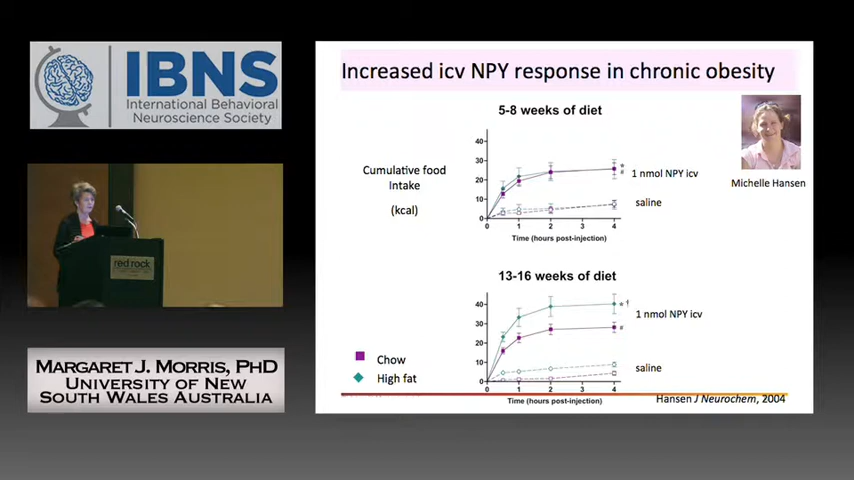 IBNS
International Behavioral
Neuroscience Society
red rock
MARGARET J. MORRIS, PHD
UNIVERSITY OF NEW
SOUTH WALES AUSTRALIA
Increased icv NPY response in chronic obesity
5-8 weeks of diet
Cumulative food
Intake
(kcal)
40
30
20
10
0
0 1 2 3 4
Time (hours post-injection)
*
#
1 nmol NPY icv
saline
Michelle Hansen
13-16 weeks of diet
40
30
20
10
0
0 1 2 3 4
Time (hours post-injection)
*†
#
1 nmol NPY icv
saline
Chow
High fat
Hansen J Neurochem, 2004